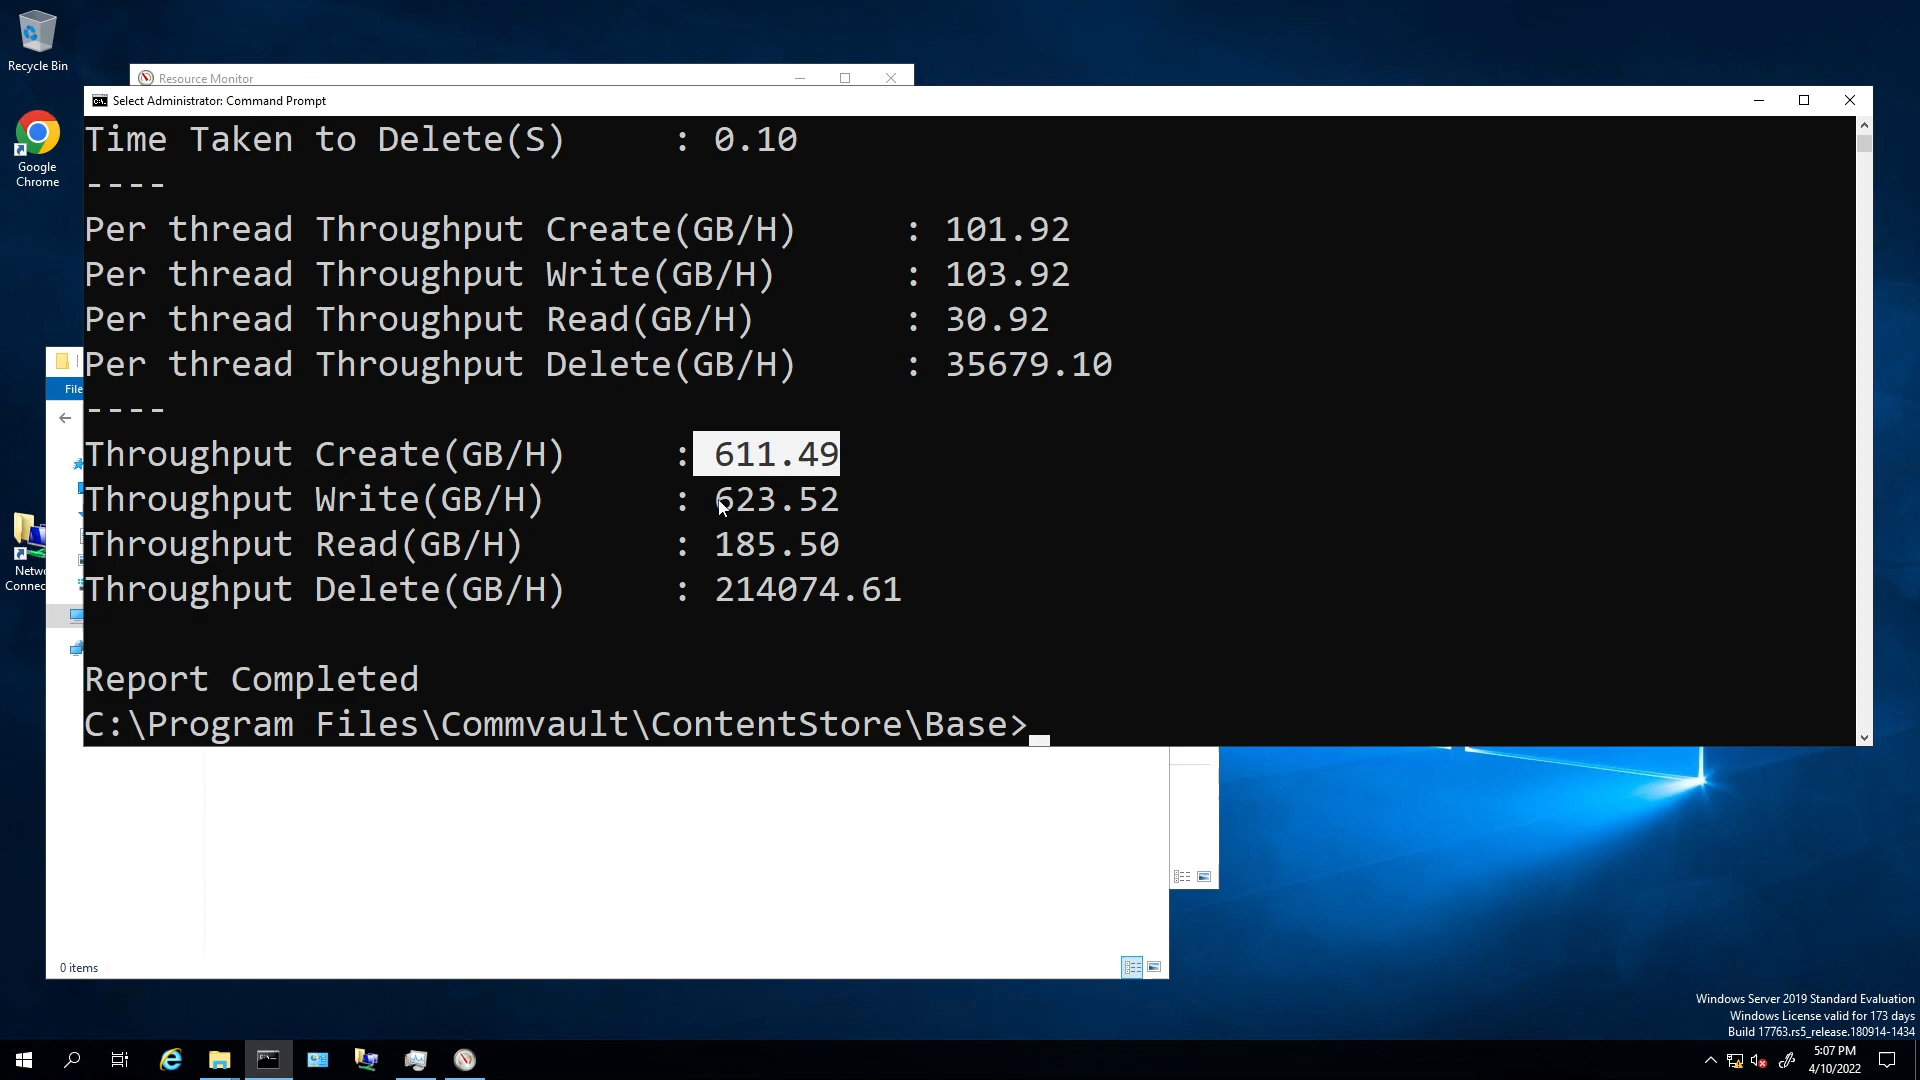 Recycle Bin
Resource Monitor
Select Administrator: Command Prompt
Google
Chrome
Time Taken to Delete(S) : 0.10
----
Per thread Throughput Create(GB/H) : 101.92
Per thread Throughput Write(GB/H) : 103.92
Per thread Throughput Read(GB/H) : 30.92
Per thread Throughput Delete(GB/H) : 35679.10
----
File
Throughput Create(GB/H) : 611.49
Throughput Write(GB/H) : 623.52
Throughput Read(GB/H) : 185.50
Throughput Delete(GB/H) : 214074.61
Netw
Connec
Report Completed
C:\Program Files\Commvault\ContentStore\Base>
0 items
Windows Server 2019 Standard Evaluation
Windows License valid for 173 days
Build 17763.rs5_release.180914-1434
5:07 PM
4/10/2022